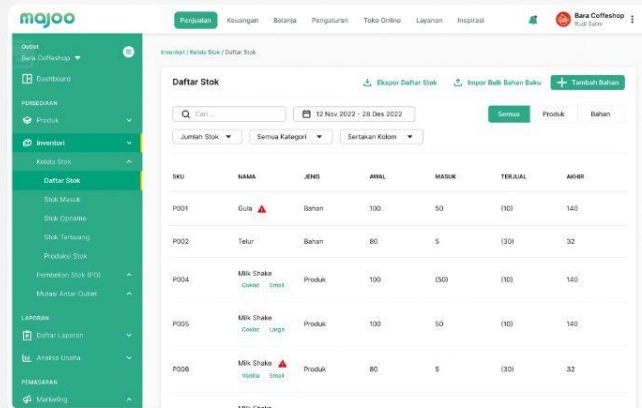 majoo
Penjualan Keuangan Belanja Pengaturan Toko Online Layanan Inspirasi
Bara Coffeshop
Rudi Salim
Outlet
Bara Coffeshop
Dashboard
PERSEDIAAN
Produk
Inventori
Kelola Stok
Daftar Stok
Stok Masuk
Stok Opname
Stok Terbuang
Produksi Stok
Pembelian Stok (PO)
Mutasi Antar Outlet
LAPORAN
Daftar Laporan
Analisa Usaha
PEMASARAN
Marketing
Inventori / Kelola Stok / Daftar Stok
Daftar Stok
Ekspor Daftar Stok
Impor Bulk Bahan Baku
Tambah Bahan
Cari...
12 Nov 2022 - 28 Des 2022
Semua Produk Bahan
Jumlah Stok Semua Kategori Sertakan Kolom
SKU NAMA JENIS AWAL MASUK TERJUAL AKHIR
P001 Gula Bahan 100 50 (10) 140
P002 Telur Bahan 80 5 (30) 32
P004 Milk Shake Coklat Small Produk 100 (50) (10) 140
P005 Milk Shake Coklat Large Produk 100 50 (10) 140
P006 Milk Shake Vanilla Small Produk 80 5 (30) 32